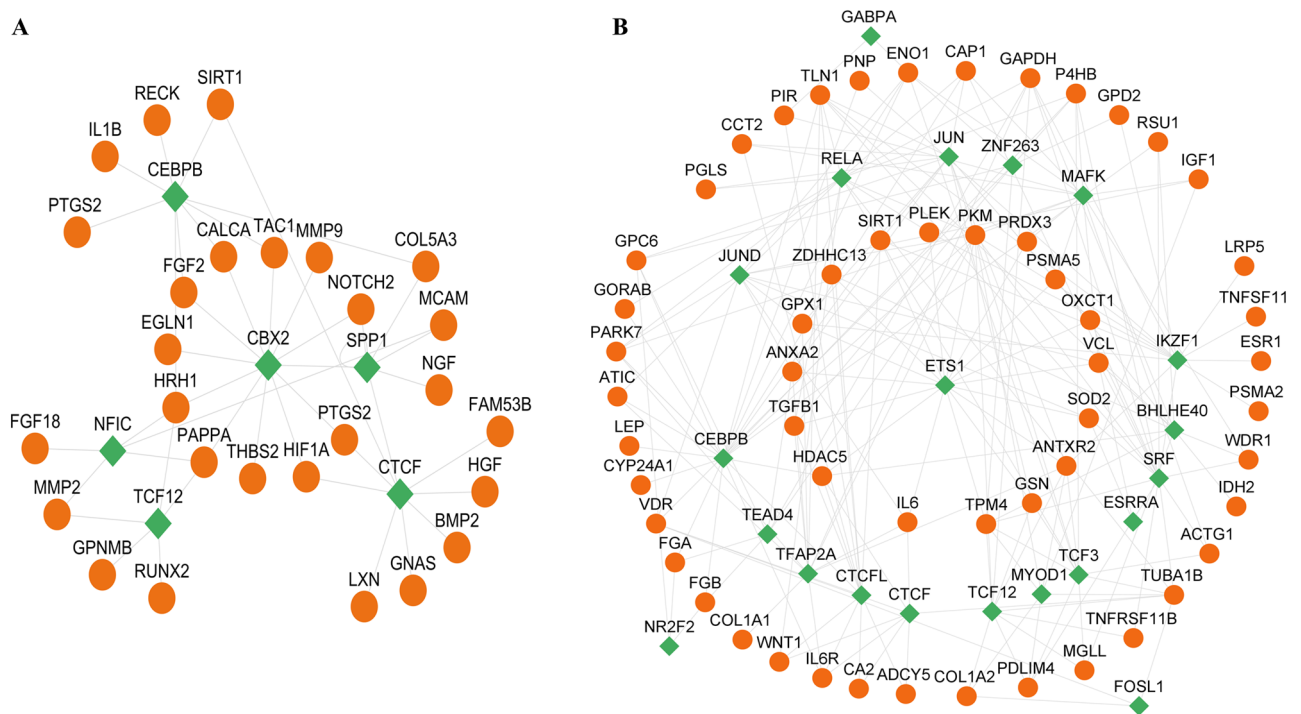 A
SIRT1
RECK
IL1B
CEBPB
PTGS2
CALCA
TAC1
MMP9
COL5A3
FGF2
NOTCH2
MCAM
EGLN1
CBX2
SPP1
NGF
HRH1
FGF18
NFIC
PTGS2
FAM53B
PAPPA
THBS2
HIF1A
CTCF
HGF
MMP2
TCF12
BMP2
GPNMB
RUNX2
LXN
GNAS
B
GABPA
ENO1
CAP1
GAPDH
PNP
TLN1
P4HB
PIR
GPD2
CCT2
RSU1
JUN
ZNF263
RELA
MAFK
IGF1
PGLS
SIRT1
PLEK
PKM
PRDX3
GPC6
JUND
ZDHHC13
PSMA5
LRP5
GORAB
GPX1
OXCT1
TNFSF11
PARK7
ANXA2
VCL
IKZF1
ESR1
ETS1
ATIC
TGFB1
SOD2
PSMA2
BHLHE40
LEP
CEBPB
WDR1
CYP24A1
HDAC5
ANTXR2
SRF
VDR
IL6
TPM4
GSN
ESRRA
IDH2
FGA
TEAD4
TFAP2A
TCF3
ACTG1
FGB
CTCFL
CTCF
TCF12
MYOD1
TUBA1B
NR2F2
COL1A1
WNT1
TNFRSF11B
IL6R
CA2
ADCY5
COL1A2
PDLIM4
MGLL
FOSL1